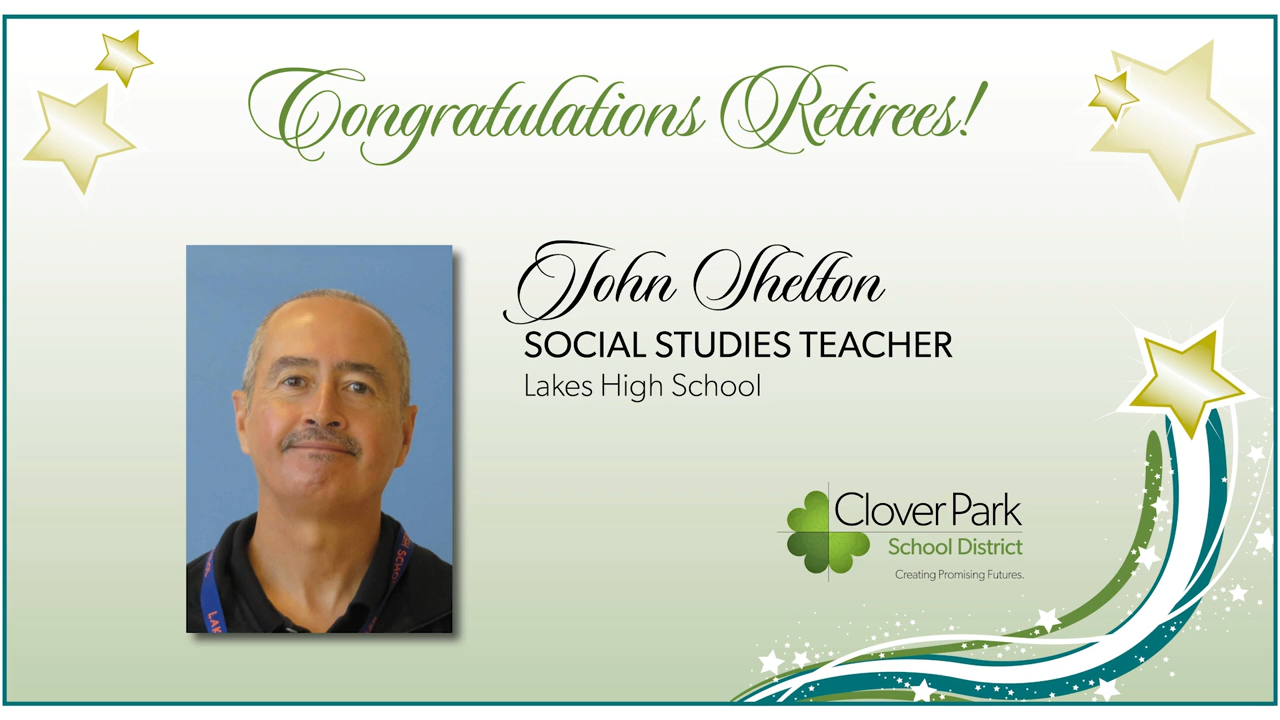 Congratulations Retirees!
John Shelton
SOCIAL STUDIES TEACHER
Lakes High School
Clover Park
School District
Creating Promising Futures.